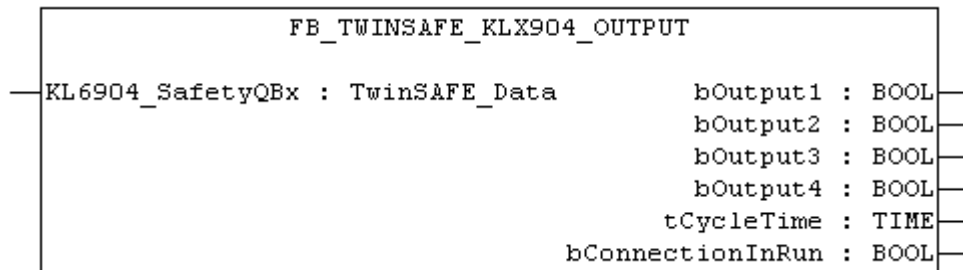 FB_TWINSAFE_KLX904_OUTPUT
KL6904_SafetyQBx : TwinSAFE_Data bOutput1 : BOOL
bOutput2 : BOOL
bOutput3 : BOOL
bOutput4 : BOOL
tCycleTime : TIME
bConnectionInRun : BOOL